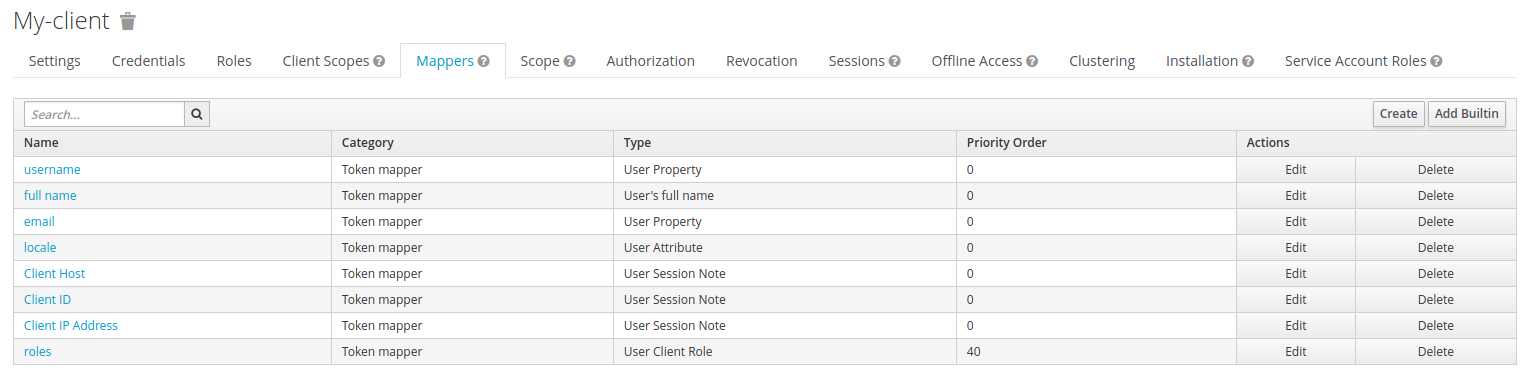 My-client
Settings Credentials Roles Client Scopes ? Mappers ? Scope ? Authorization Revocation Sessions ? Offline Access ? Clustering Installation ? Service Account Roles ?
Search... Create Add Builtin
Name Category Type Priority Order Actions
username Token mapper User Property 0 Edit Delete
full name Token mapper User's full name 0 Edit Delete
email Token mapper User Property 0 Edit Delete
locale Token mapper User Attribute 0 Edit Delete
Client Host Token mapper User Session Note 0 Edit Delete
Client ID Token mapper User Session Note 0 Edit Delete
Client IP Address Token mapper User Session Note 0 Edit Delete
roles Token mapper User Client Role 40 Edit Delete